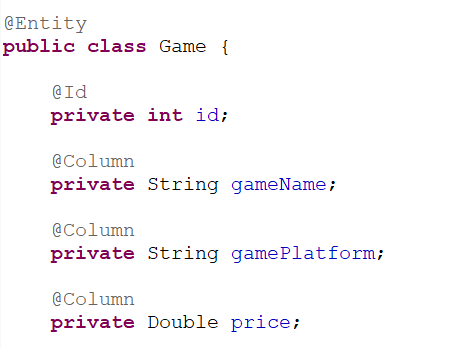 @Entity
public class Game {
@Id
private int id;
@Column
private String gameName;
@Column
private String gamePlatform;
@Column
private Double price;